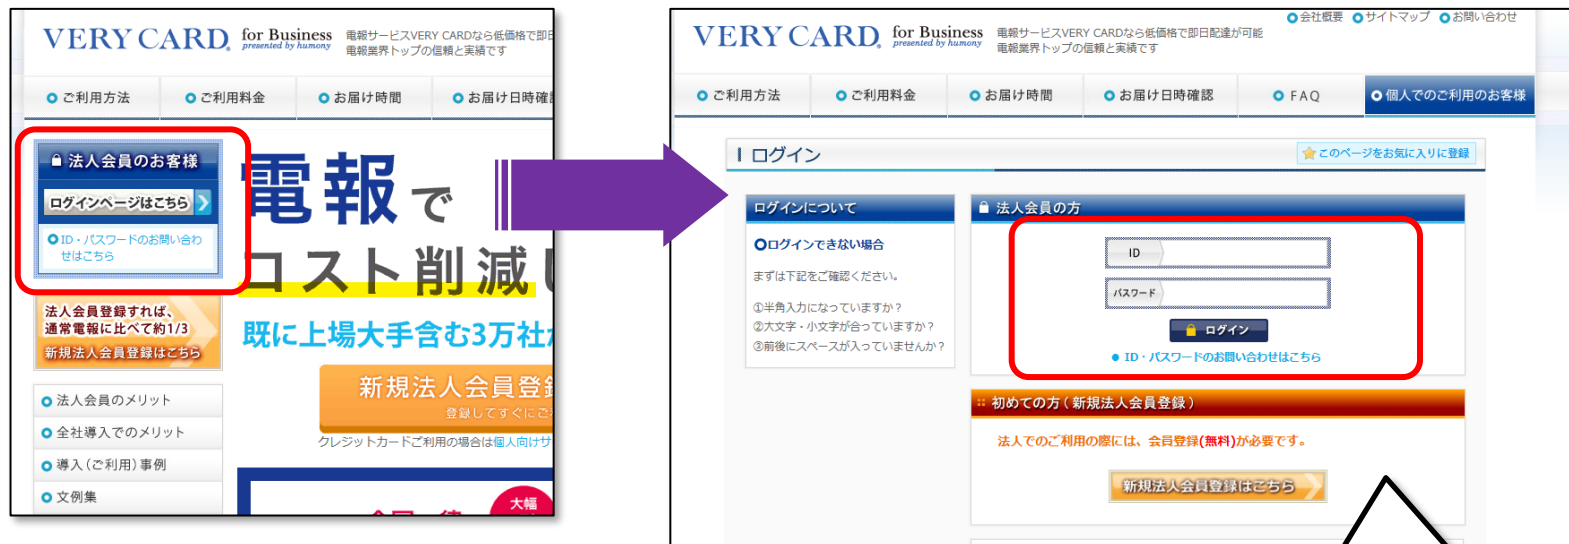 VERY CARD. for Business
presented by humony
電報サービスVERY CARDなら低価格で即
電報業界トップの信頼と実績です
ご利用方法
ご利用料金
お届け時間
お届け日時確
法人会員のお客様
ログインページはこちら
ID・パスワードのお問い合わ
せはこちら
法人会員登録すれば、
通常電報に比べて約1/3
新規法人会員登録はこちら
法人会員のメリット
全社導入でのメリット
導入(ご利用)事例
文例集
電報で
コスト削減
既に上場大手含む3万社
新規法人会員登
登録してすぐにご
クレジットカードご利用の場合は個人向けサ
大幅
VERY CARD. for Business
presented by humony
電報サービスVERY CARDなら低価格で即日配達が可能
電報業界トップの信頼と実績です
会社概要 サイトマップ お問い合わせ
ご利用方法
ご利用料金
お届け時間
お届け日時確認
FAQ
個人でのご利用のお客様
ログイン
このページをお気に入りに登録
ログインについて
ログインできない場合
まずは下記をご確認ください。
①半角入力になっていますか？
②大文字・小文字が合っていますか？
③前後にスペースが入っていませんか？
法人会員の方
ID
パスワード
ログイン
ID・パスワードのお問い合わせはこちら
初めての方(新規法人会員登録)
法人でのご利用の際には、会員登録(無料)が必要です。
新規法人会員登録はこちら